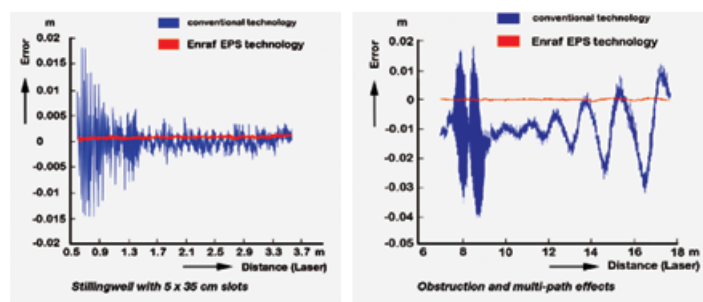 m
conventional technology
Enraf EPS technology
Error
0.02
0.015
0.01
0.005
0
-0.005
-0.01
-0.015
-0.02
0.5 0.9 1.3 1.7 2.1 2.5 2.9 3.3 3.7 m
Distance (Laser)
Stillingwell with 5 x 35 cm slots
m
conventional technology
Enraf EPS technology
Error
0.02
0
-0.01
-0.03
-0.04
-0.05
6 8 10 12 14 16 18 m
Distance (Laser)
Obstruction and multi-path effects